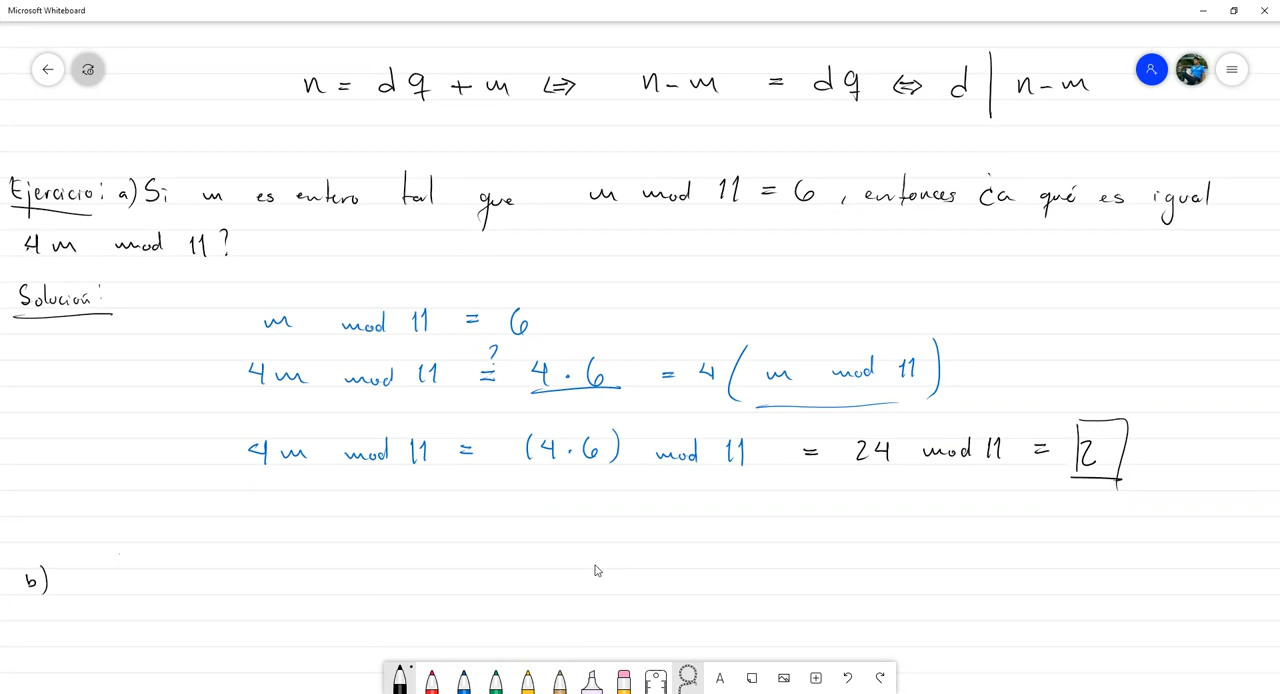 Microsoft Whiteboard
n = dq + m ⇔ n - m = dq ⇔ d | n - m
Ejercicio: a) Si m es entero tal que m mod 11 = 6, entonces ¿a qué es igual
4m mod 11?
Solución:
m mod 11 = 6
4m mod 11 ≟ 4·6 = 4(m mod 11)
4m mod 11 = (4·6) mod 11 = 24 mod 11 = 2
b)
A